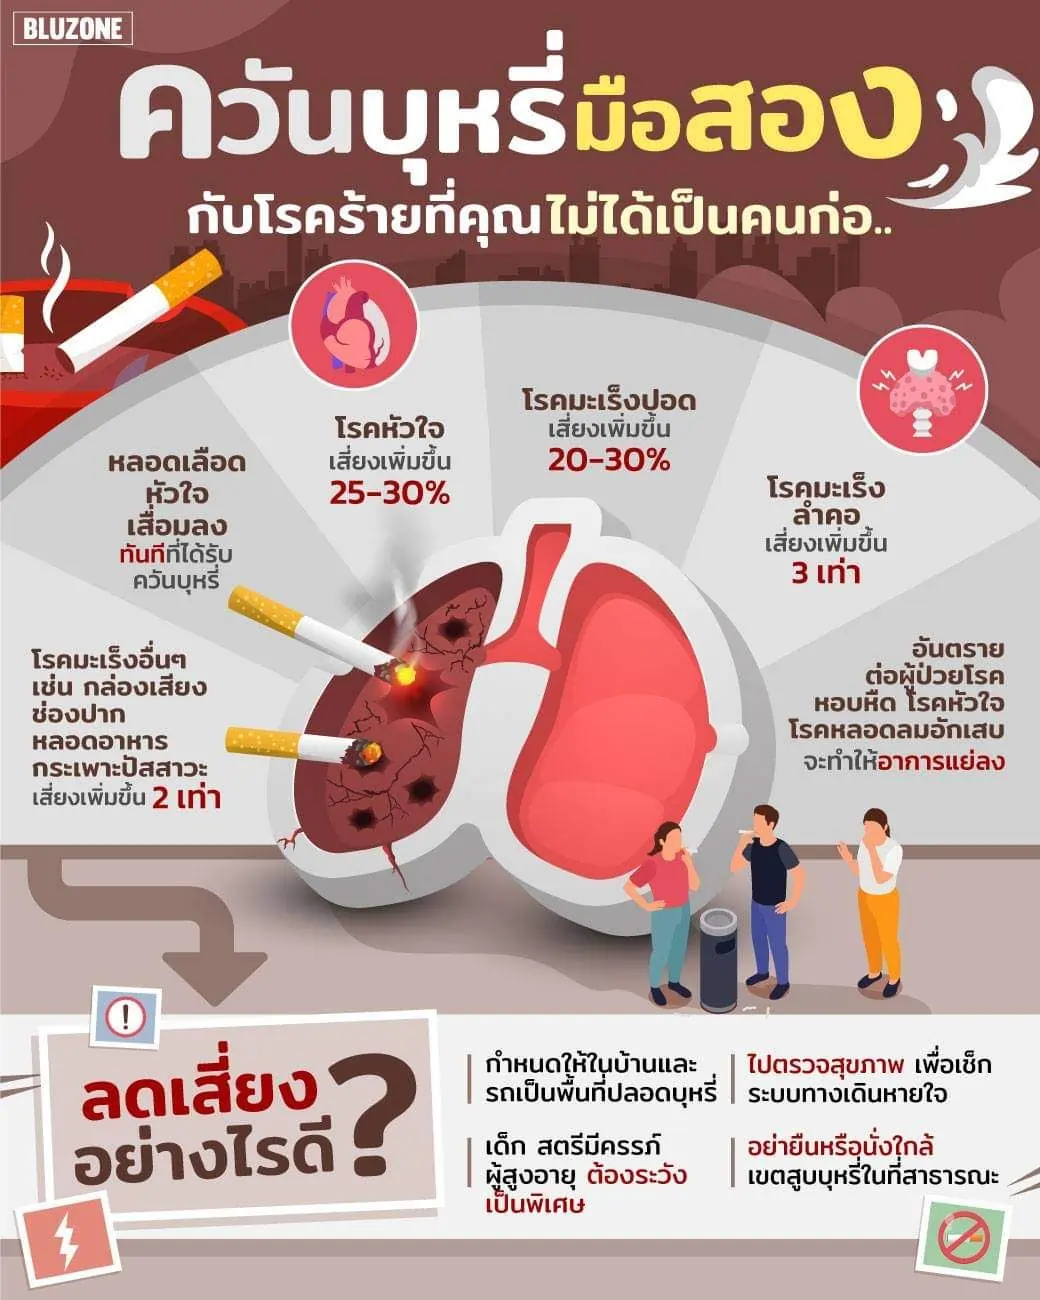 BLUZONE
ควันบุหรี่มือสอง
กับโรคร้ายที่คุณไม่ได้เป็นคนก่อ..
โรคมะเร็งอื่นๆ
เช่น กล่องเสียง
ช่องปาก
หลอดอาหาร
กระเพาะปัสสาวะ
เสี่ยงเพิ่มขึ้น 2 เท่า
หลอดเลือด
หัวใจ
เสื่อมลง
ทันทีที่ได้รับ
ควันบุหรี่
โรคหัวใจ
เสี่ยงเพิ่มขึ้น
25-30%
โรคมะเร็งปอด
เสี่ยงเพิ่มขึ้น
20-30%
โรคมะเร็ง
ลำคอ
เสี่ยงเพิ่มขึ้น
3 เท่า
อันตราย
ต่อผู้ป่วยโรค
หอบหืด โรคหัวใจ
โรคหลอดลมอักเสบ
จะทำให้อาการแย่ลง
ลดเสี่ยง
อย่างไรดี?
กำหนดให้ในบ้านและ
รถเป็นพื้นที่ปลอดบุหรี่
ไปตรวจสุขภาพ เพื่อเช็ก
ระบบทางเดินหายใจ
เด็ก สตรีมีครรภ์
ผู้สูงอายุ ต้องระวัง
เป็นพิเศษ
อย่ายืนหรือนั่งใกล้
เขตสูบบุหรี่ในที่สาธารณะ